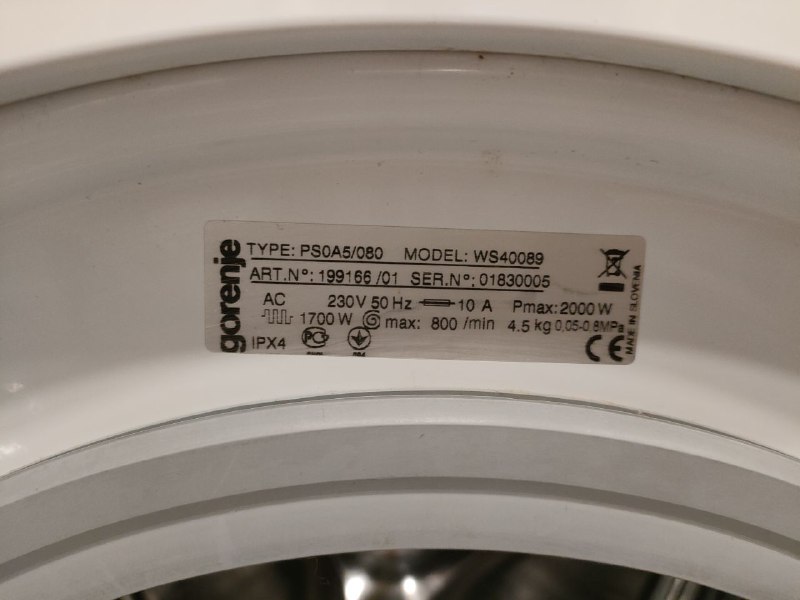 gorenje
TYPE: PS0A5/080 MODEL: WS40089
ART.N°: 199166 /01 SER.N°: 01830005
AC 230V 50 Hz 10 A Pmax: 2000 W
1700 W max: 800 /min 4.5 kg 0,05-0.8MPa
IPX4 CE
MADE IN SLOVENIA